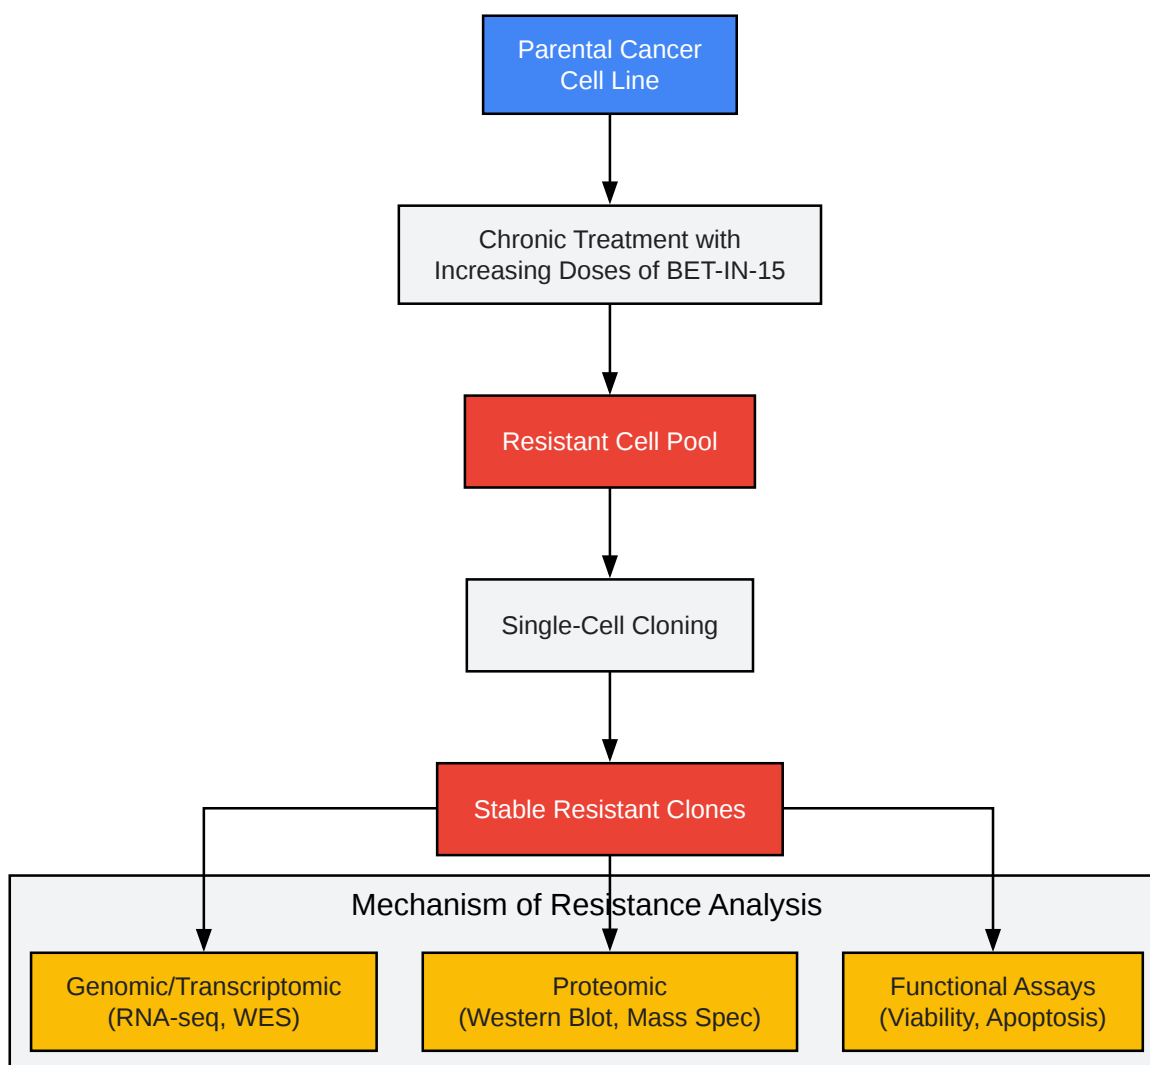 Parental Cancer
Cell Line
Chronic Treatment with
Increasing Doses of BET-IN-15
Resistant Cell Pool
Single-Cell Cloning
Stable Resistant Clones
Mechanism of Resistance Analysis
Genomic/Transcriptomic
(RNA-seq, WES)
Proteomic
(Western Blot, Mass Spec)
Functional Assays
(Viability, Apoptosis)